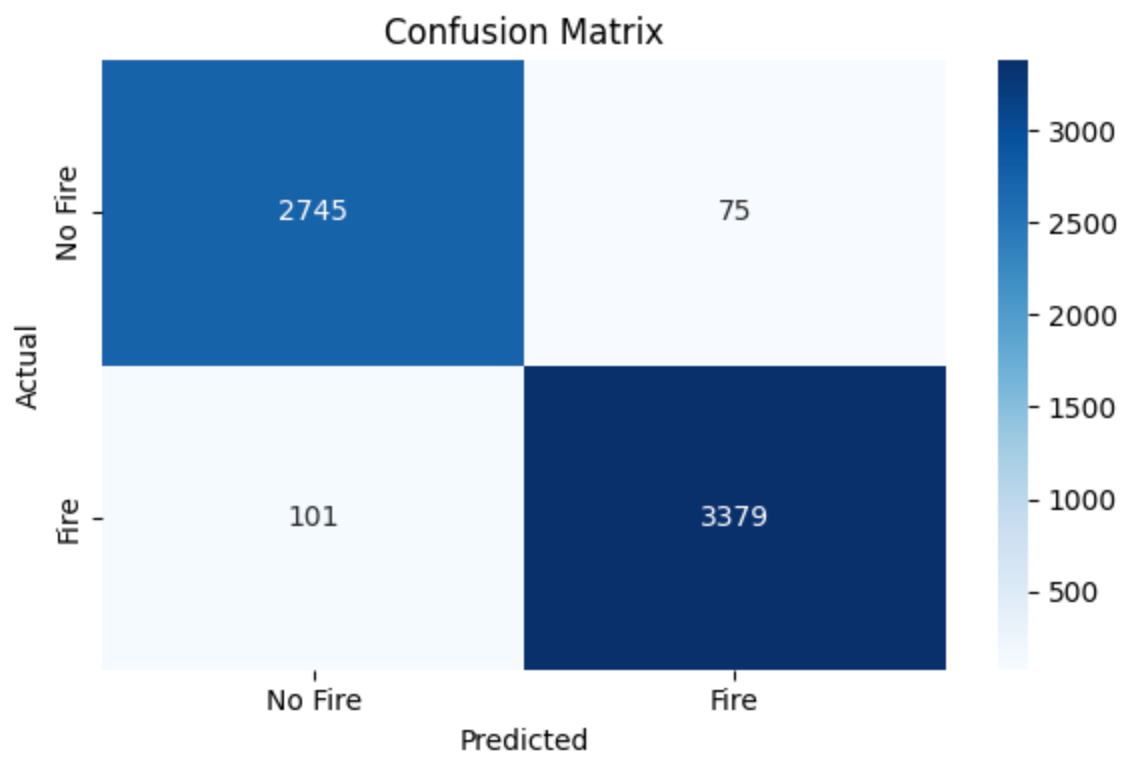 Confusion Matrix
No Fire
2745
75
Actual
Fire
101
3379
No Fire
Fire
Predicted
3000
2500
2000
1500
1000
500